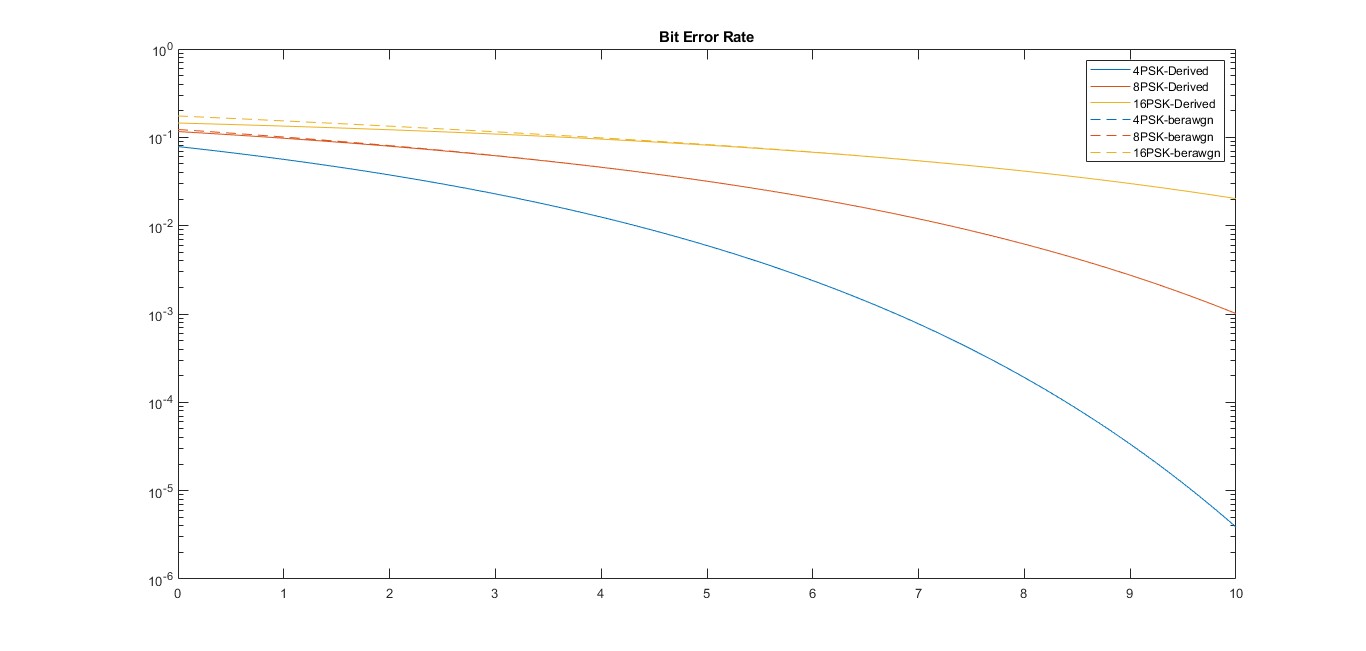 Bit Error Rate
10^0
10^-1
10^-2
10^-3
10^-4
10^-5
10^-6
4PSK-Derived
8PSK-Derived
16PSK-Derived
4PSK-berawgn
8PSK-berawgn
16PSK-berawgn
0 1 2 3 4 5 6 7 8 9 10